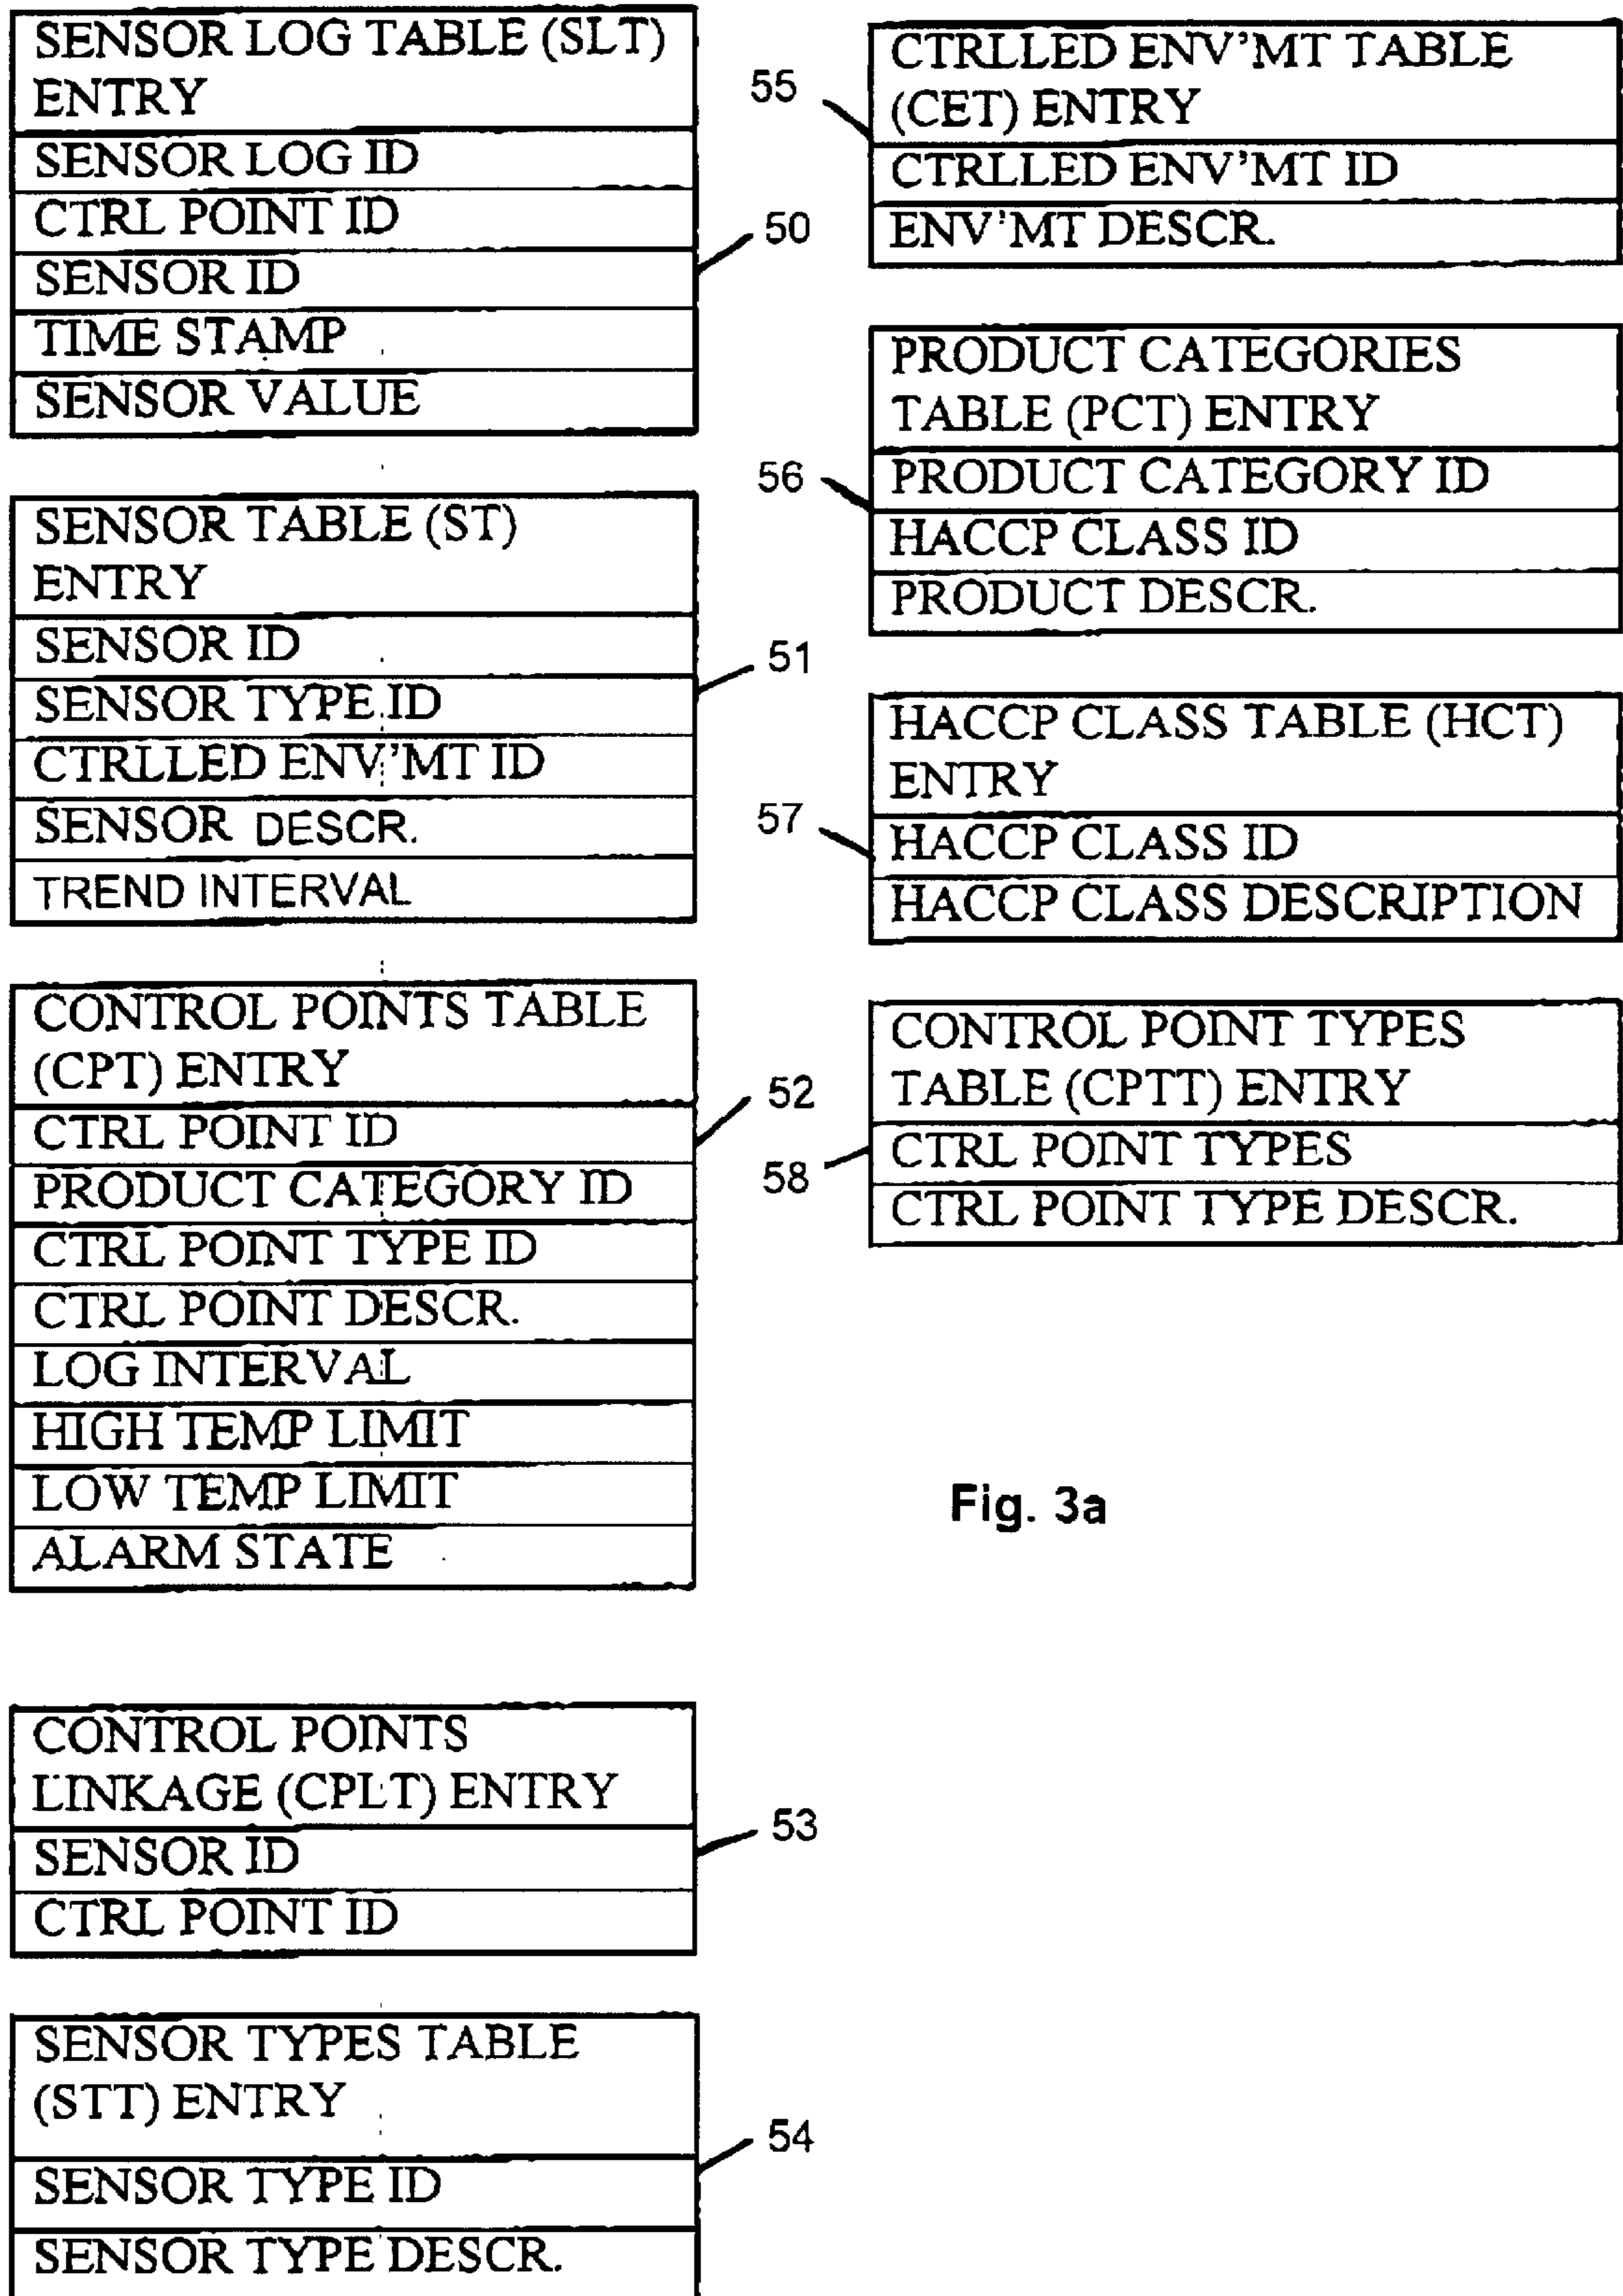 SENSOR LOG TABLE (SLT)
ENTRY
SENSOR LOG ID
CTRL POINT ID
SENSOR ID
TIME STAMP
SENSOR VALUE
50
SENSOR TABLE (ST)
ENTRY
SENSOR ID
SENSOR TYPE ID
CTRLLED ENV'MT ID
SENSOR DESCR.
TREND INTERVAL
51
CONTROL POINTS TABLE
(CPT) ENTRY
CTRL POINT ID
PRODUCT CATEGORY ID
CTRL POINT TYPE ID
CTRL POINT DESCR.
LOG INTERVAL
HIGH TEMP LIMIT
LOW TEMP LIMIT
ALARM STATE
52
CONTROL POINTS
LINKAGE (CPLT) ENTRY
SENSOR ID
CTRL POINT ID
53
SENSOR TYPES TABLE
(STT) ENTRY
SENSOR TYPE ID
SENSOR TYPE DESCR.
54
55
CTRLLED ENV'MT TABLE
(CET) ENTRY
CTRLLED ENV'MT ID
ENV'MT DESCR.
56
PRODUCT CATEGORIES
TABLE (PCT) ENTRY
PRODUCT CATEGORY ID
HACCP CLASS ID
PRODUCT DESCR.
57
HACCP CLASS TABLE (HCT)
ENTRY
HACCP CLASS ID
HACCP CLASS DESCRIPTION
58
CONTROL POINT TYPES
TABLE (CPTT) ENTRY
CTRL POINT TYPES
CTRL POINT TYPE DESCR.
Fig. 3a